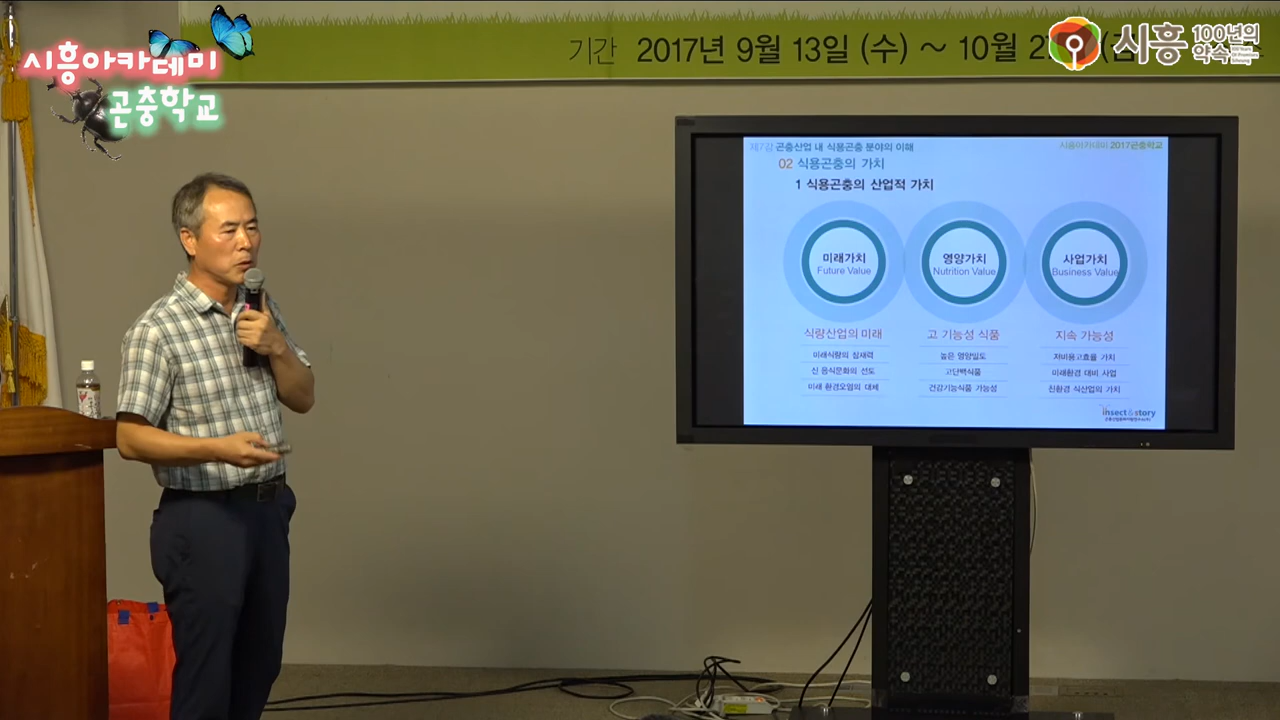 시흥아카데미
곤충학교
기간 2017년 9월 13일 (수) ~ 10월 2
시흥
100년의
약속
제7강 곤충산업 내 식용곤충 분야의 이해
시흥아카데미 2017곤충학교
02 식용곤충의 가치
1 식용곤충의 산업적 가치
미래가치
Future Value
영양가치
Nutrition Value
사업가치
Business Value
식량산업의 미래
미래식량의 잠재력
신 음식문화의 선도
미래 환경오염의 대체
고 기능성 식품
높은 영양밀도
고단백식품
건강기능식품 가능성
지속 가능성
저비용고효율 가치
미래환경 대비 사업
친환경 식산업의 가치
insect & story